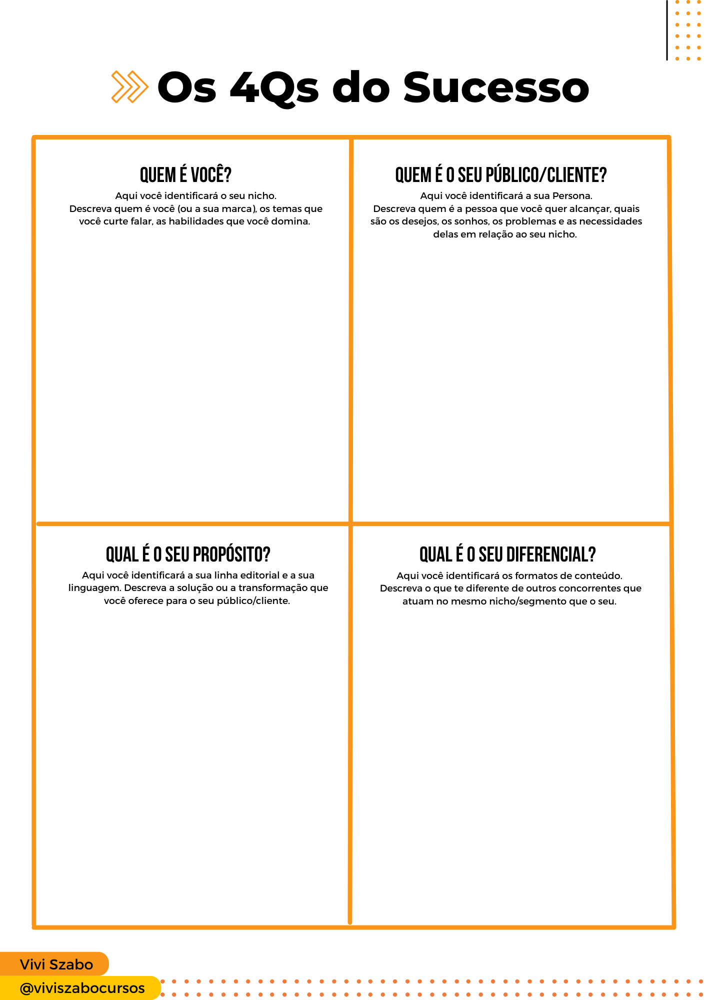 Os 4Qs do Sucesso
QUEM É VOCÊ?
Aqui você identificará o seu nicho.
Descreva quem é você (ou a sua marca), os temas que
você curte falar, as habilidades que você domina.
QUEM É O SEU PÚBLICO/CLIENTE?
Aqui você identificará a sua Persona.
Descreva quem é a pessoa que você quer alcançar, quais
são os desejos, os sonhos, os problemas e as necessidades
delas em relação ao seu nicho.
QUAL É O SEU PROPÓSITO?
Aqui você identificará a sua linha editorial e a sua
linguagem. Descreva a solução ou a transformação que
você oferece para o seu público/cliente.
QUAL É O SEU DIFERENCIAL?
Aqui você identificará os formatos de conteúdo.
Descreva o que te diferente de outros concorrentes que
atuam no mesmo nicho/segmento que o seu.
Vivi Szabo
@viviszabocursos